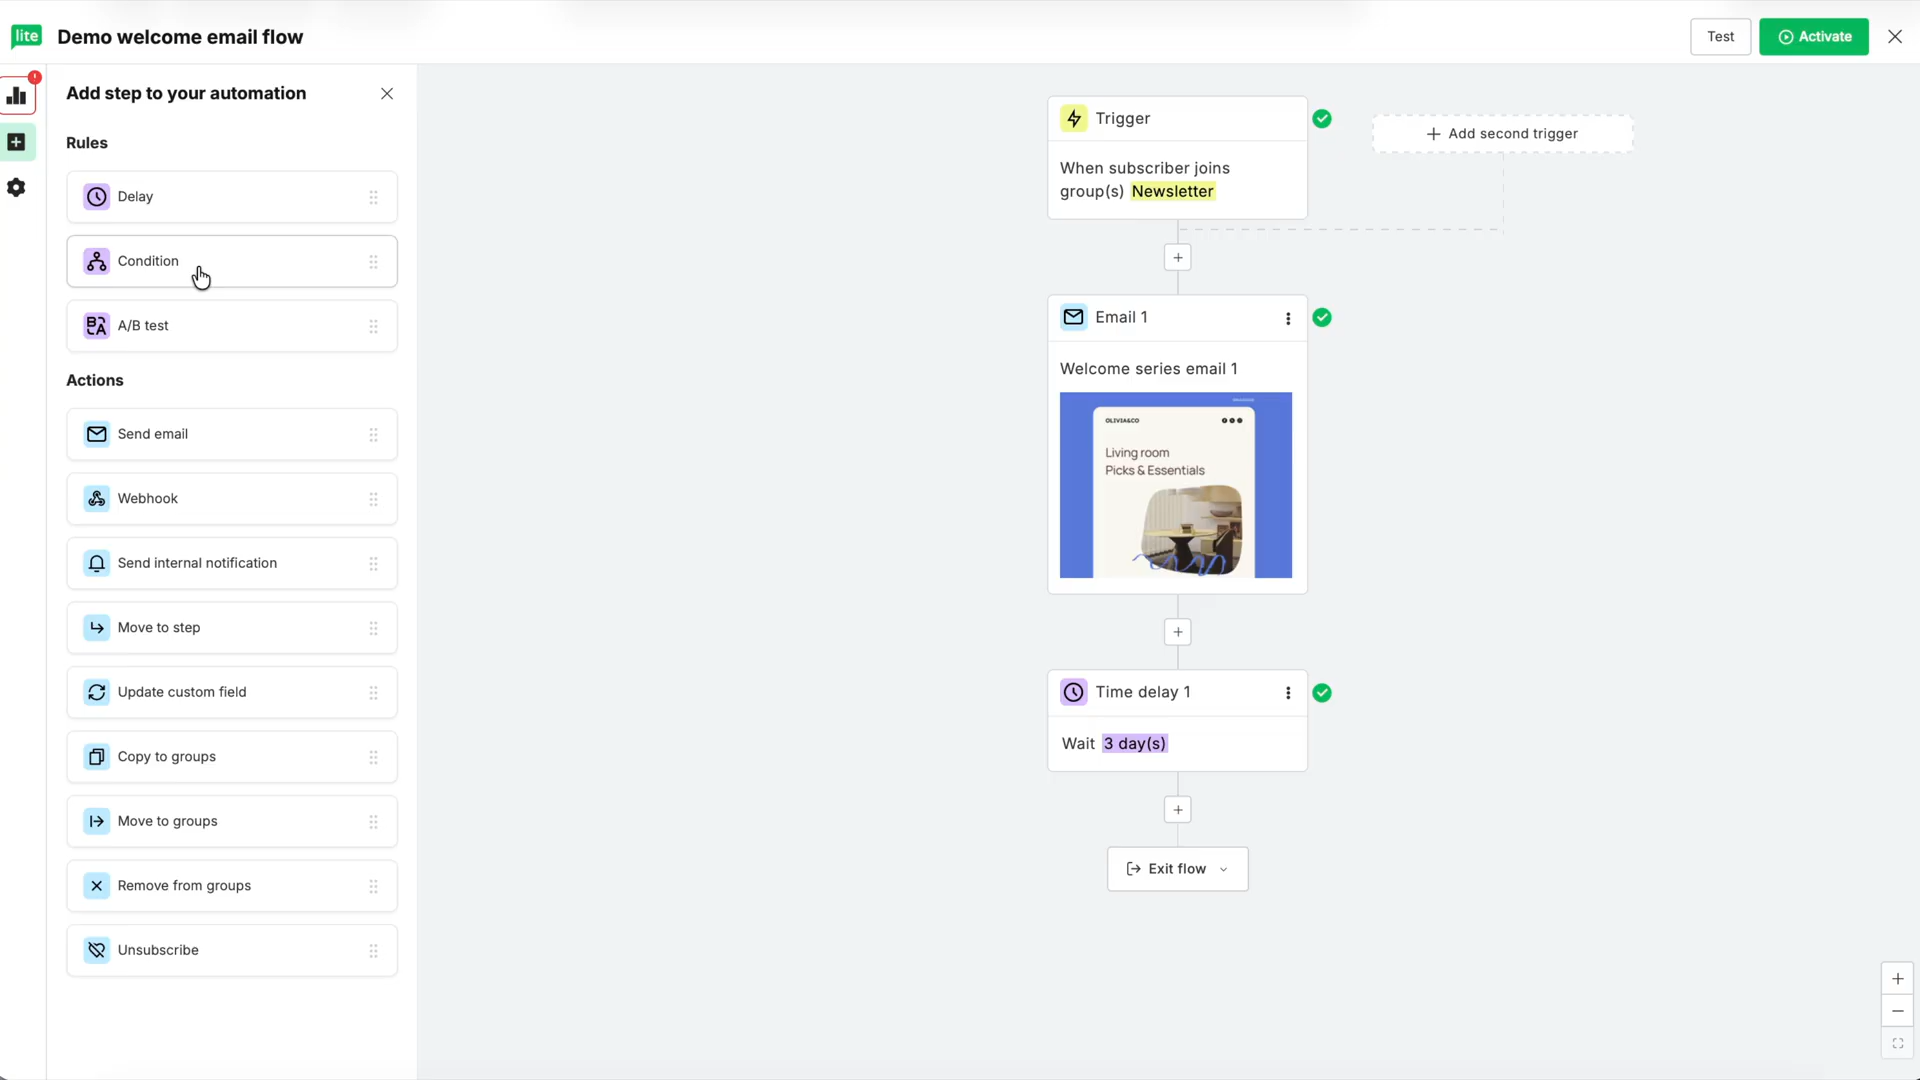 lite
Demo welcome email flow
Test
Activate
Add step to your automation
Rules
Delay
Condition
A/B test
Actions
Send email
Webhook
Send internal notification
Move to step
Update custom field
Copy to groups
Move to groups
Remove from groups
Unsubscribe
Trigger
When subscriber joins
group(s) Newsletter
+ Add second trigger
Email 1
Welcome series email 1
OLIVIA&CO
Living room
Picks & Essentials
Time delay 1
Wait 3 day(s)
Exit flow